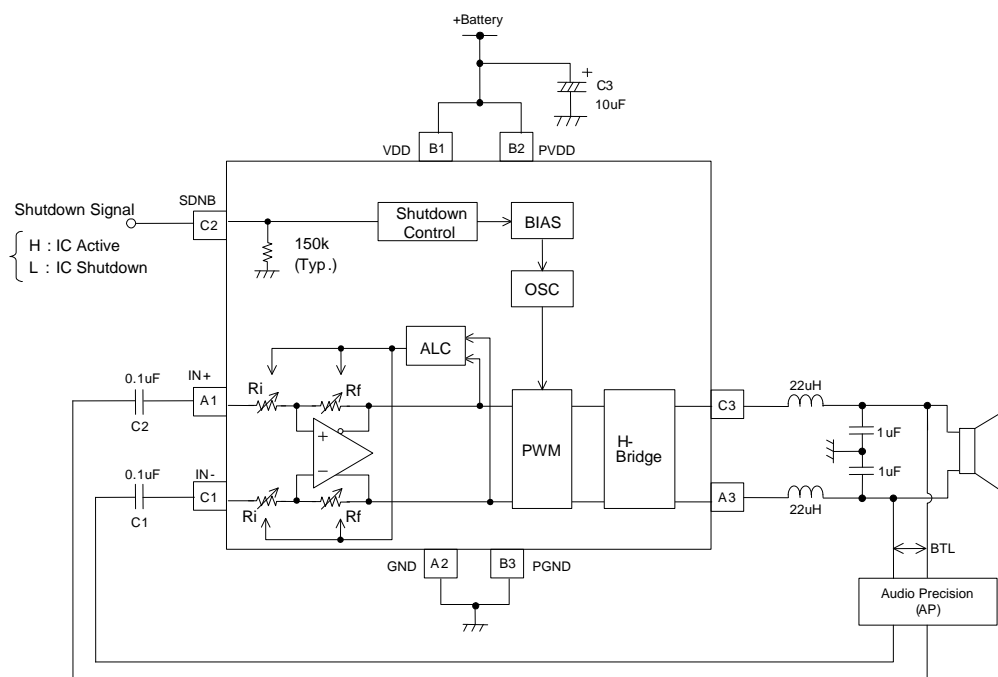 +Battery
+
C3
10uF
VDD
B1
B2
PVDD
SDNB
Shutdown Signal
C2
H : IC Active
L : IC Shutdown
150k
(Typ.)
Shutdown
Control
BIAS
OSC
ALC
0.1uF
IN+
A1
C2
Ri
Rf
+
−
PWM
H-
Bridge
C3
22uH
1uF
1uF
0.1uF
IN-
C1
C1
Ri
Rf
A3
22uH
GND
A2
B3
PGND
BTL
Audio Precision
(AP)